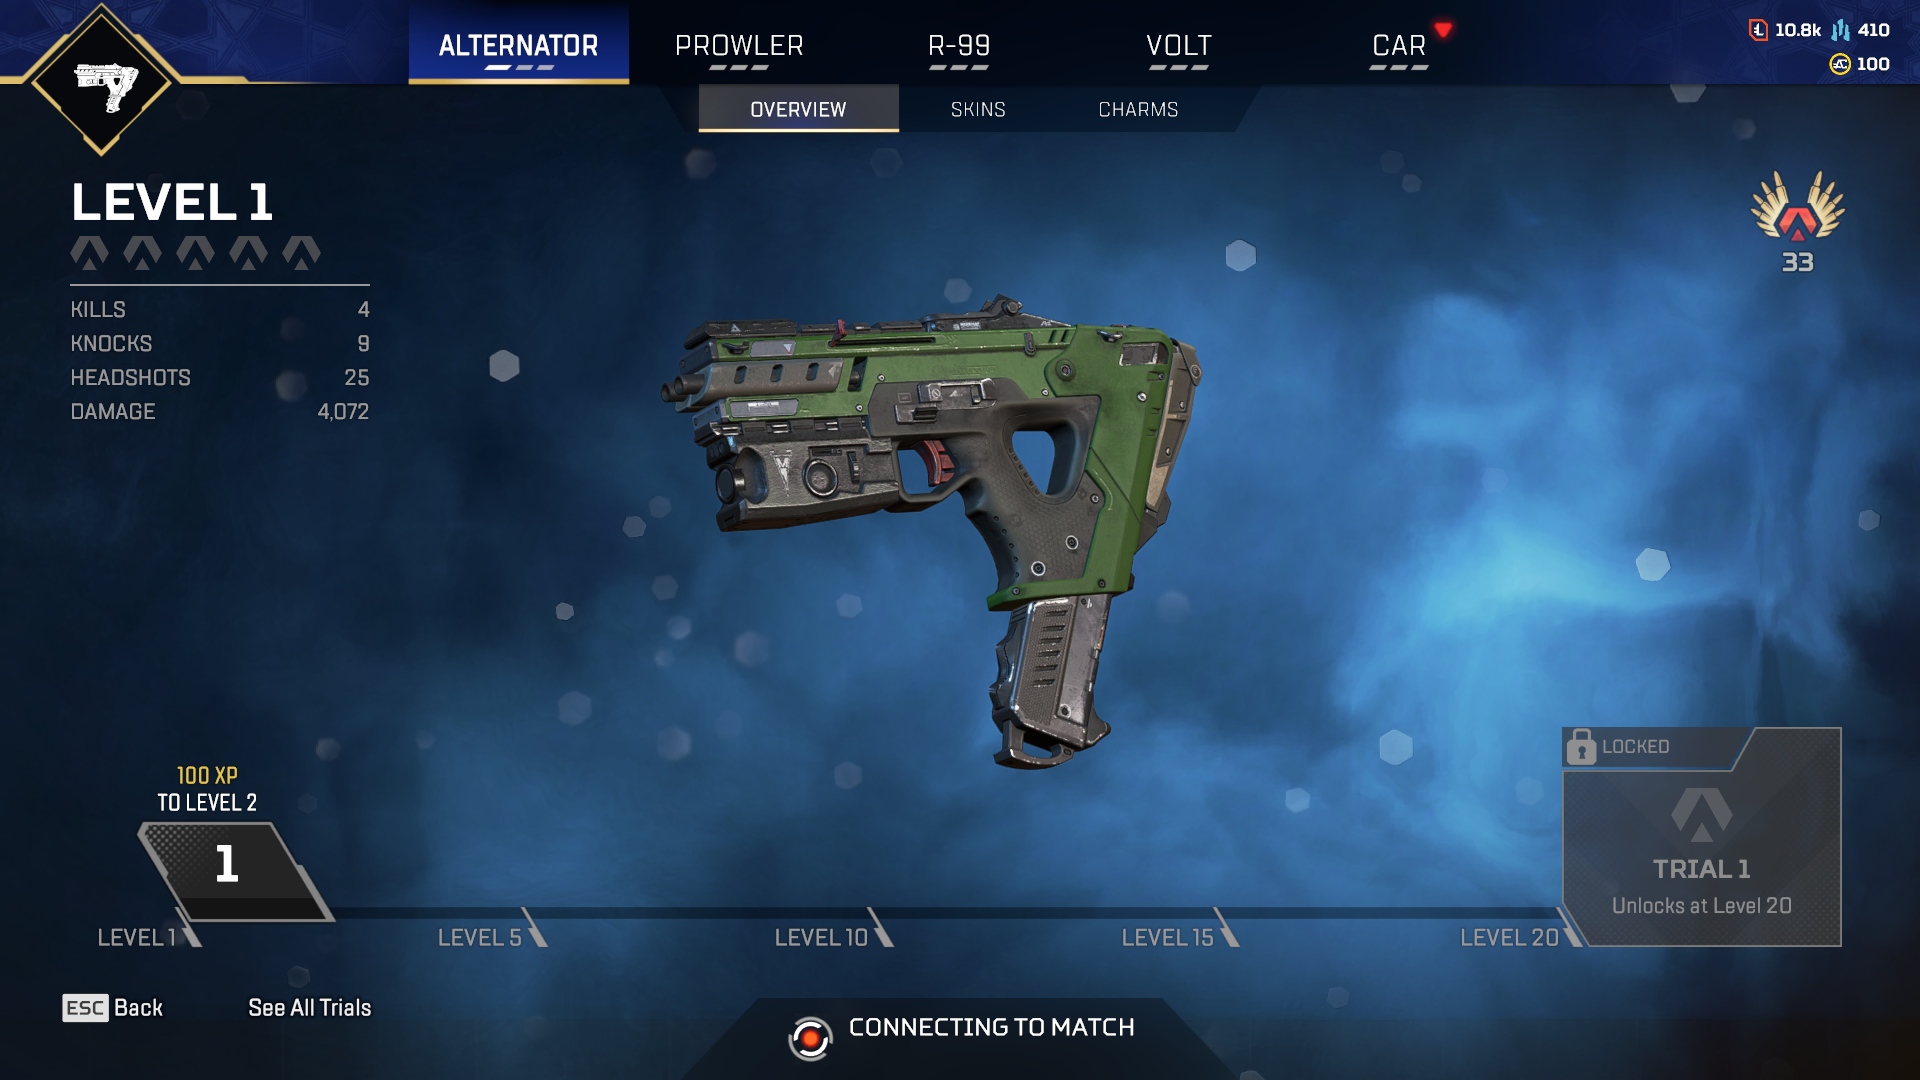 ALTERNATOR
PROWLER
R-99
VOLT
CAR
10.8k
410
100
OVERVIEW
SKINS
CHARMS
LEVEL 1
KILLS 4
KNOCKS 9
HEADSHOTS 25
DAMAGE 4,072
33
100 XP
TO LEVEL 2
1
LEVEL 1
LEVEL 5
LEVEL 10
LEVEL 15
LEVEL 20
LOCKED
TRIAL 1
Unlocks at Level 20
ESC Back
See All Trials
CONNECTING TO MATCH